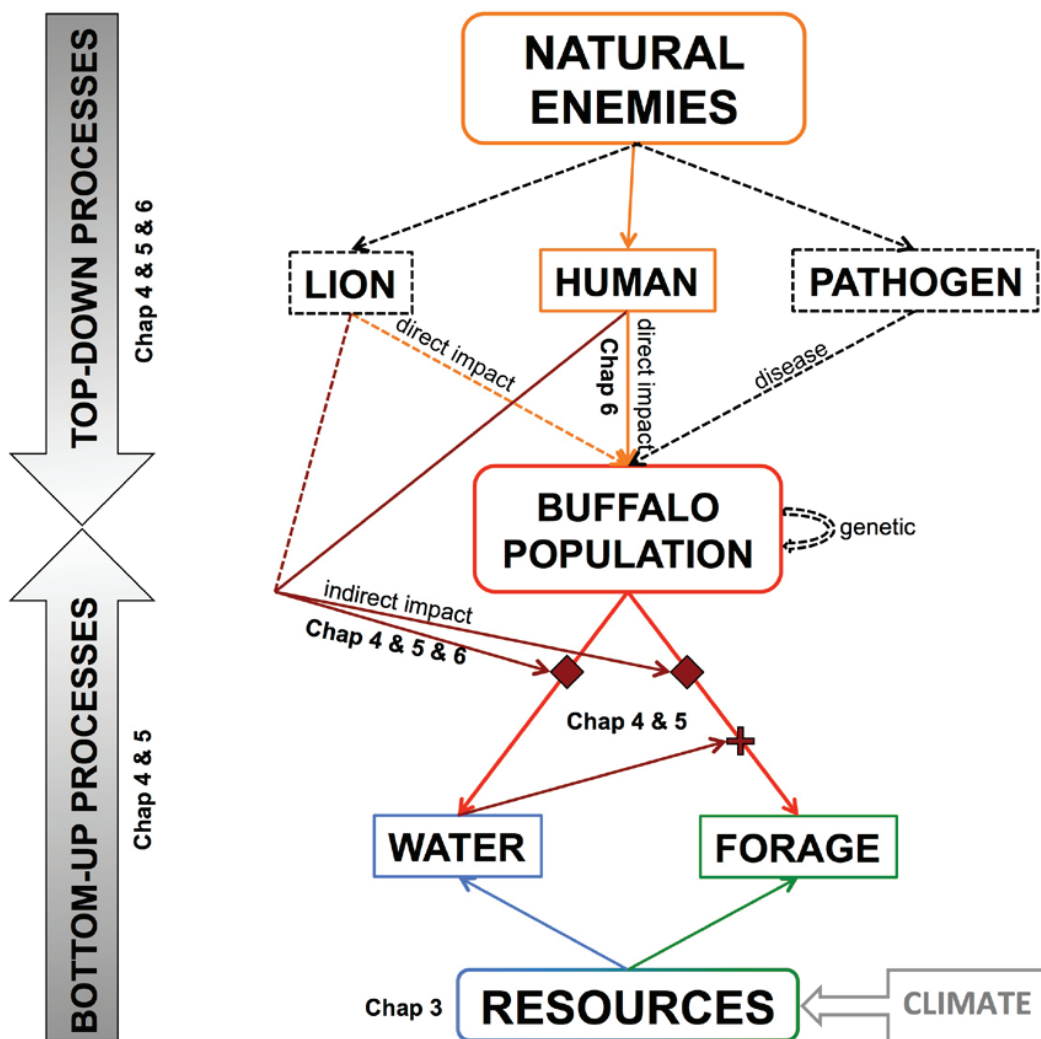 NATURAL
ENEMIES
TOP-DOWN PROCESSES
Chap 4 & 5 & 6
LION
HUMAN
PATHOGEN
direct impact
direct impact
Chap 6
disease
BUFFALO
POPULATION
genetic
indirect impact
Chap 4 & 5 & 6
Chap 4 & 5
BOTTOM-UP PROCESSES
Chap 4 & 5
WATER
FORAGE
Chap 3
RESOURCES
CLIMATE